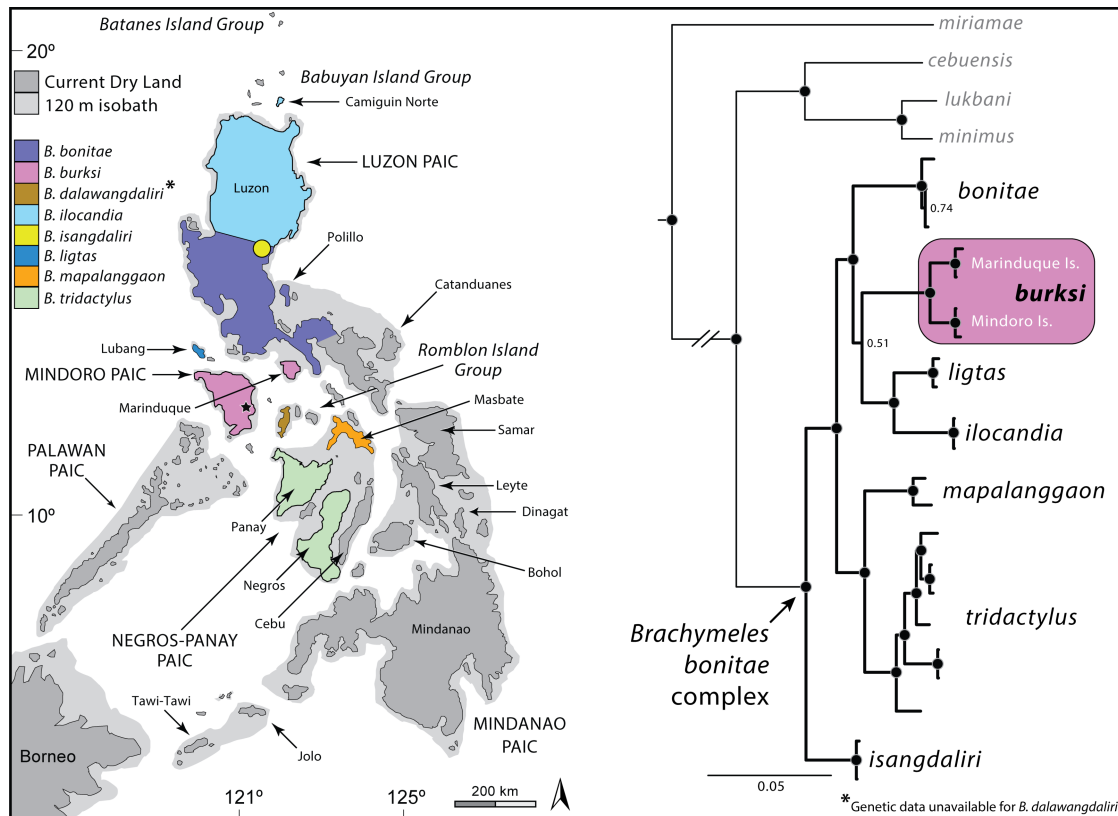 Batanes Island Group
20º
Babuyan Island Group
Current Dry Land
120 m isobath
Camiguin Norte
B. bonitae
B. burksi
B. dalawangdaliri *
B. ilocandia
B. isangdaliri
B. ligtas
B. mapalanggaon
B. tridactylus
LUZON PAIC
Luzon
Polillo
Catanduanes
Lubang
Romblon Island
Group
MINDORO PAIC
Marinduque
Masbate
Samar
PALAWAN
PAIC
Leyte
10º
Panay
Dinagat
Negros
Bohol
Cebu
NEGROS-PANAY
PAIC
Mindanao
Tawi-Tawi
MINDANAO
PAIC
Jolo
Borneo
200 km
121º
125º
miriamae
cebuensis
lukbani
minimus
bonitae
0.74
Marinduque Is.
burksi
Mindoro Is.
0.51
ligtas
ilocandia
mapalanggaon
tridactylus
Brachymeles
bonitae
complex
isangdaliri
0.05
*Genetic data unavailable for B. dalawangdaliri